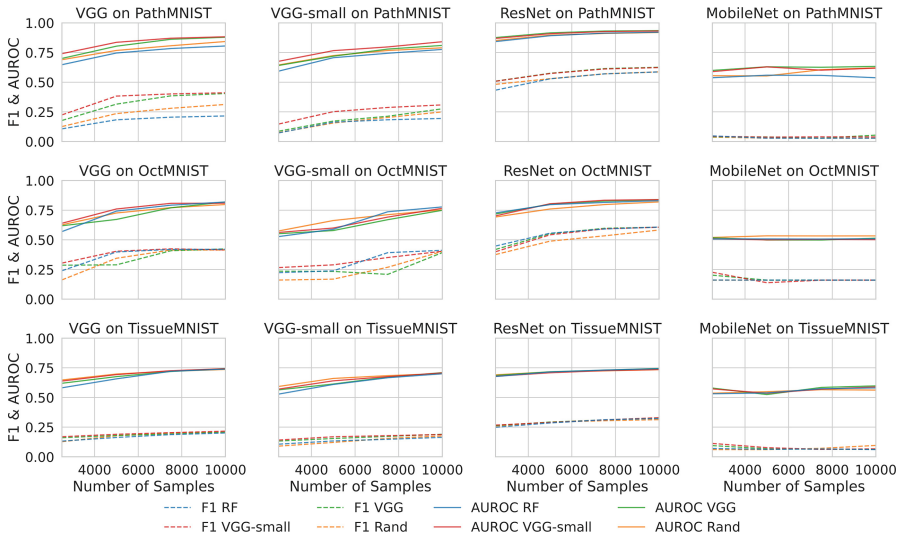 VGG on PathMNIST
VGG-small on PathMNIST
ResNet on PathMNIST
MobileNet on PathMNIST
F1 & AUROC
1.00
0.75
0.50
0.25
0.00
VGG on OctMNIST
VGG-small on OctMNIST
ResNet on OctMNIST
MobileNet on OctMNIST
F1 & AUROC
1.00
0.75
0.50
0.25
0.00
VGG on TissueMNIST
VGG-small on TissueMNIST
ResNet on TissueMNIST
MobileNet on TissueMNIST
F1 & AUROC
1.00
0.75
0.50
0.25
0.00
4000 6000 8000 10000
4000 6000 8000 10000
4000 6000 8000 10000
4000 6000 8000 10000
Number of Samples
Number of Samples
Number of Samples
Number of Samples
F1 RF
F1 VGG
AUROC RF
AUROC VGG
F1 VGG-small
F1 Rand
AUROC VGG-small
AUROC Rand